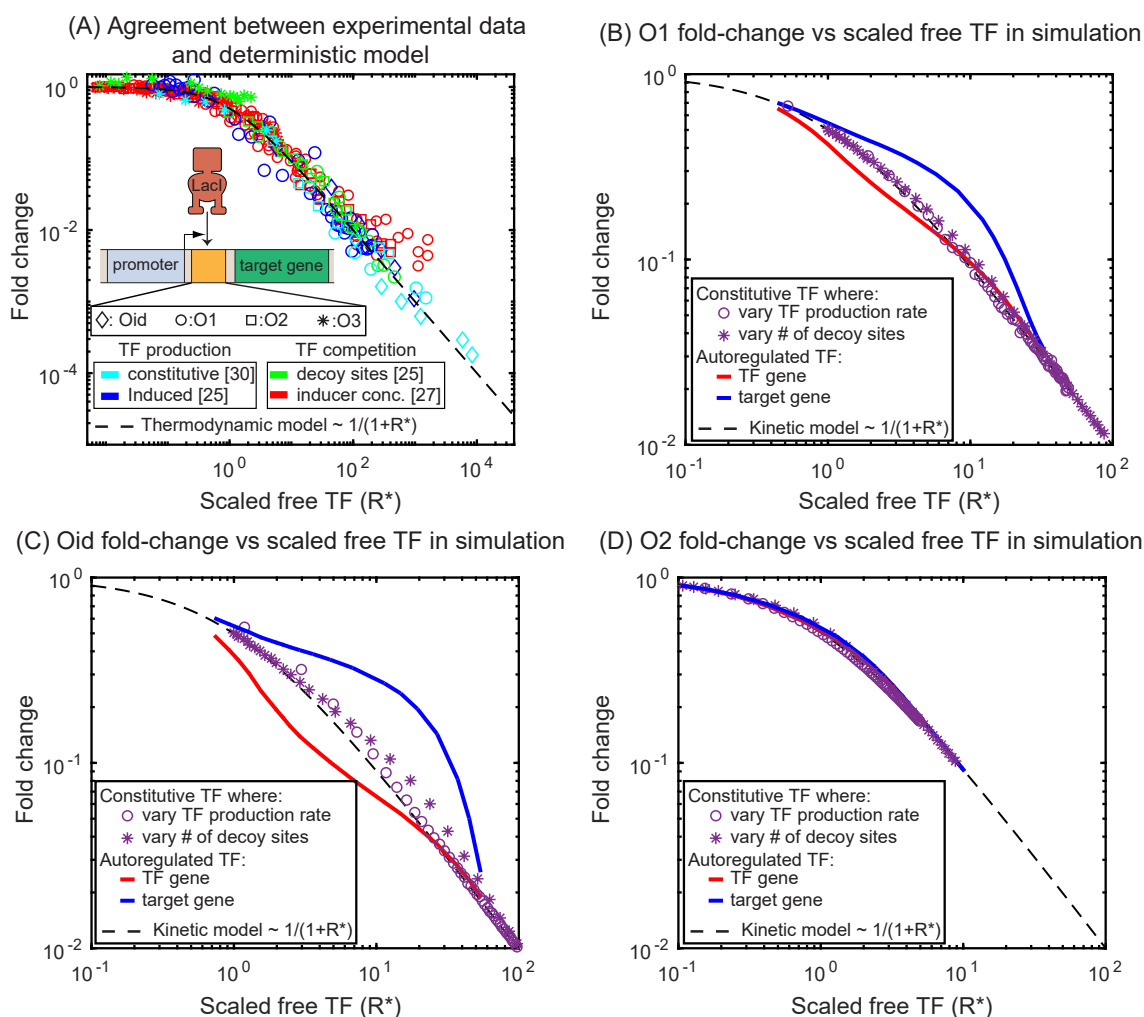 (A) Agreement between experimental data
and deterministic model
10^0
10^-2
10^-4
Fold change
LacI
promoter
target gene
◇: Oid ○:O1 □:O2 ✳:O3
TF production
constitutive [30]
Induced [25]
TF competition
decoy sites [25]
inducer conc. [27]
Thermodynamic model ~ 1/(1+R*)
10^0 10^2 10^4
Scaled free TF (R*)
(B) O1 fold-change vs scaled free TF in simulation
10^0
10^-1
10^-2
Fold change
Constitutive TF where:
vary TF production rate
vary # of decoy sites
Autoregulated TF:
TF gene
target gene
Kinetic model ~ 1/(1+R*)
10^-1 10^0 10^1 10^2
Scaled free TF (R*)
(C) Oid fold-change vs scaled free TF in simulation
10^0
10^-1
10^-2
Fold change
Constitutive TF where:
vary TF production rate
vary # of decoy sites
Autoregulated TF:
TF gene
target gene
Kinetic model ~ 1/(1+R*)
10^-1 10^0 10^1 10^2
Scaled free TF (R*)
(D) O2 fold-change vs scaled free TF in simulation
10^0
10^-1
10^-2
Fold change
Constitutive TF where:
vary TF production rate
vary # of decoy sites
Autoregulated TF:
TF gene
target gene
Kinetic model ~ 1/(1+R*)
10^-1 10^0 10^1 10^2
Scaled free TF (R*)